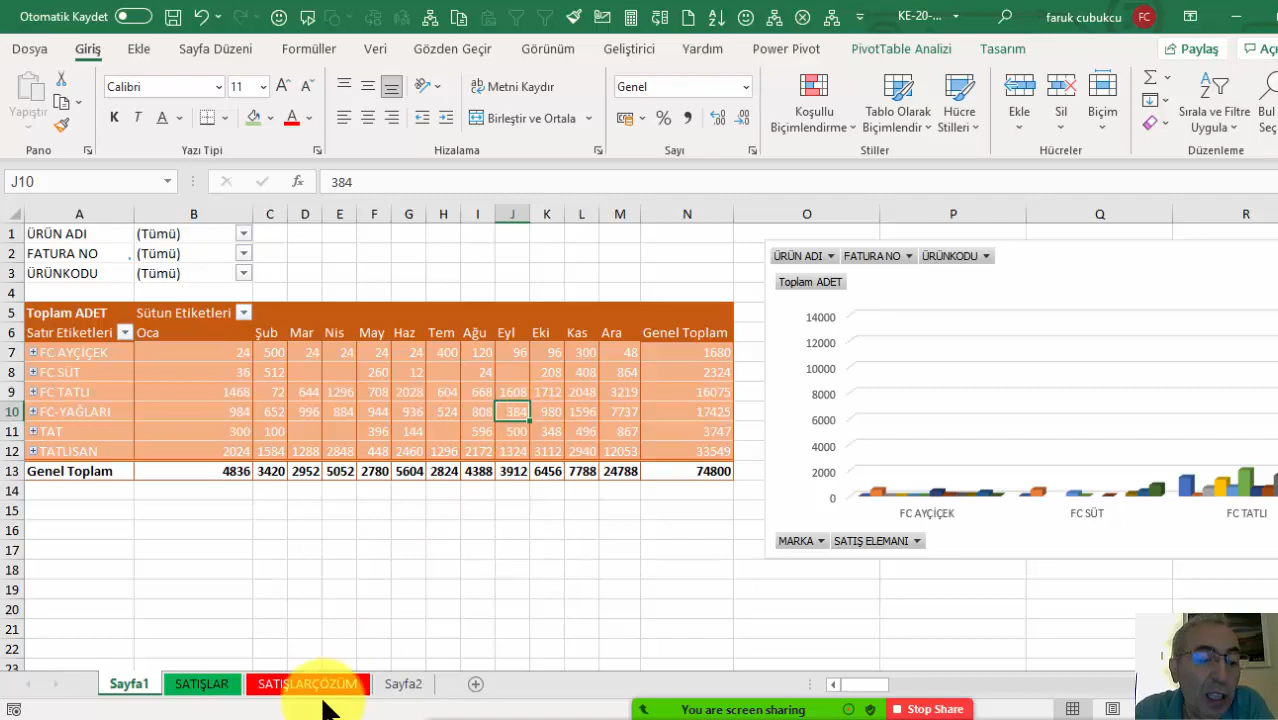 Otomatik Kaydet
KE-20-...
faruk cubukcu
FC
Dosya Giriş Ekle Sayfa Düzeni Formüller Veri Gözden Geçir Görünüm Geliştirici Yardım Power Pivot PivotTable Analizi Tasarım Paylaş
Yapıştır
Calibri 11
Metni Kaydır
Genel
Koşullu Biçimlendirme
Tablo Olarak Biçimlendir
Hücre Stilleri
Ekle Sil Biçim
Sırala ve Filtre Uygula
K T A
Birleştir ve Ortala
Pano Yazı Tipi Hizalama Sayı Stiller Hücreler Düzenleme
J10 fx 384
A B C D E F G H I J K L M N O P Q R
1 ÜRÜN ADI (Tümü)
2 FATURA NO (Tümü)
3 ÜRÜNKODU (Tümü)
4
5 Toplam ADET Sütun Etiketleri
6 Satır Etiketleri Oca Şub Mar Nis May Haz Tem Ağu Eyl Eki Kas Ara Genel Toplam
7 FC AYÇİÇEK 24 500 24 24 24 24 400 120 96 96 300 48 1680
8 FC SÜT 36 512 260 12 24 208 408 864 2324
9 FC TATLI 1468 72 644 1296 708 2028 604 668 1608 1712 2048 3219 16075
10 FC-YAĞLARI 984 652 996 884 944 936 524 808 384 980 1596 7737 17425
11 TAT 300 100 396 144 596 500 348 496 867 3747
12 TATLISAN 2024 1584 1288 2848 448 2460 1296 2172 1324 3112 2940 12053 33549
13 Genel Toplam 4836 3420 2952 5052 2780 5604 2824 4388 3912 6456 7788 24788 74800
14
15
16
17
18
19
20
21
22
23
ÜRÜN ADI FATURA NO ÜRÜNKODU
Toplam ADET
14000
12000
10000
8000
6000
4000
2000
0
FC AYÇİÇEK FC SÜT FC TATLI
MARKA SATIŞ ELEMANI
Sayfa1 SATIŞLAR SATIŞLARÇÖZÜM Sayfa2
You are screen sharing Stop Share